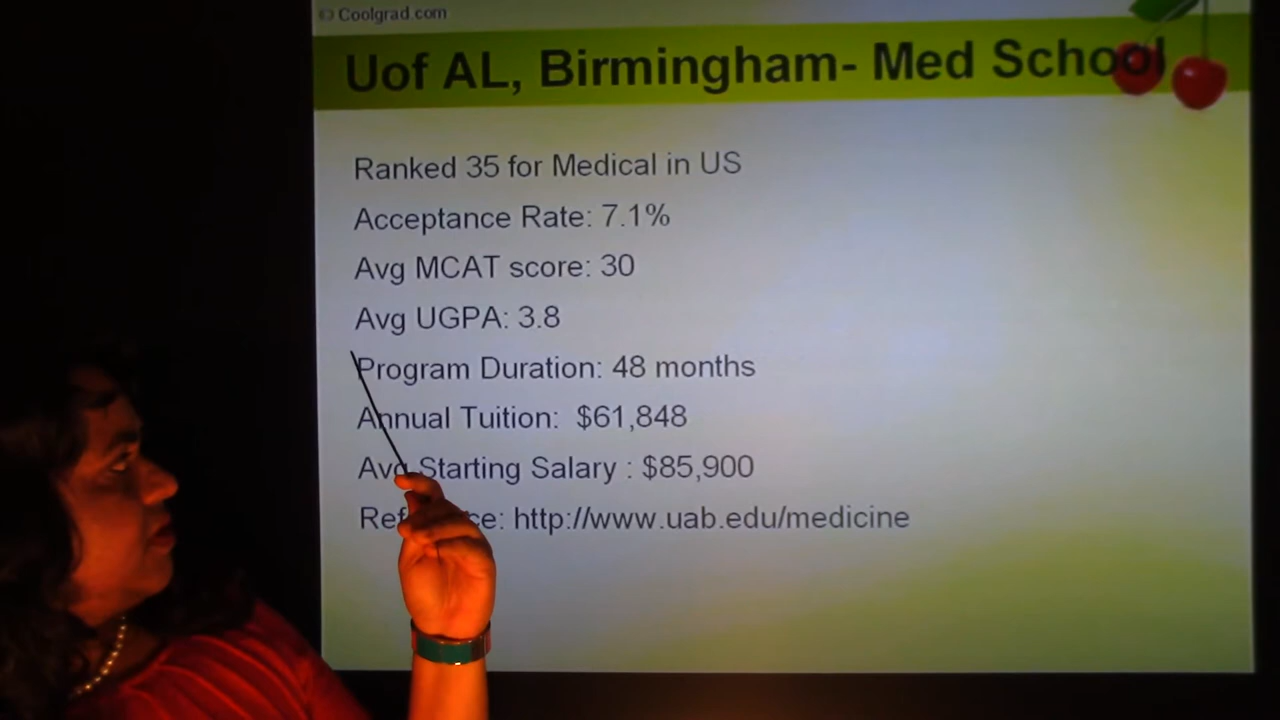 © Coolgrad.com
Uof AL, Birmingham- Med School
Ranked 35 for Medical in US
Acceptance Rate: 7.1%
Avg MCAT score: 30
Avg UGPA: 3.8
Program Duration: 48 months
Annual Tuition: $61,848
Avg Starting Salary : $85,900
http://www.uab.edu/medicine